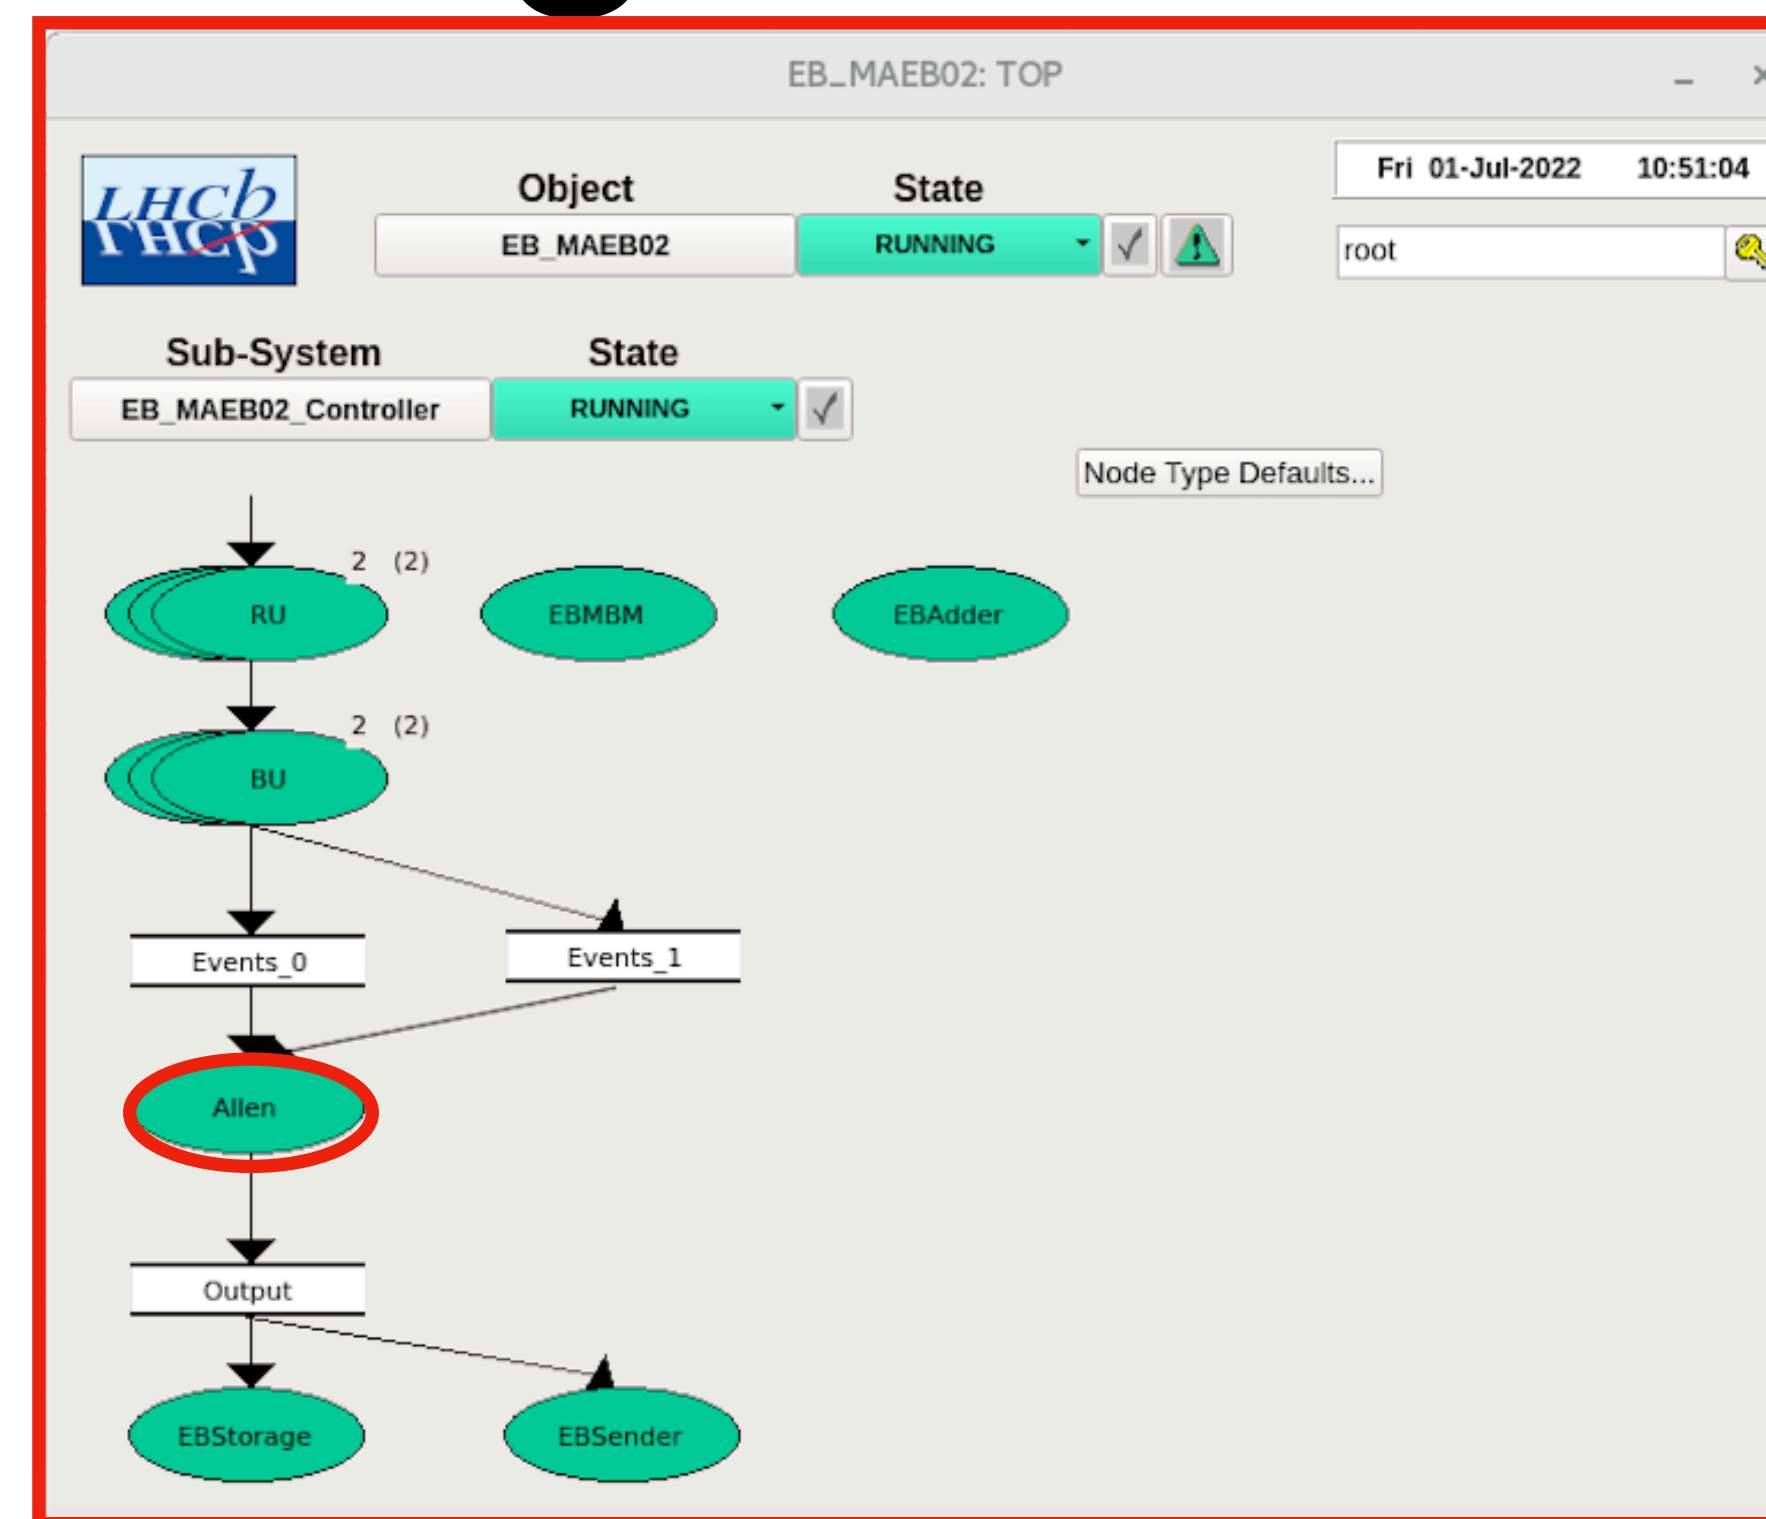 EB_MAEB02: TOP
LHCb
LHCb
Fri 01-Jul-2022 10:51:04
Object State
EB_MAEB02 RUNNING
root
Sub-System State
EB_MAEB02_Controller RUNNING
Node Type Defaults...
2 (2)
RU EBMBM EBAdder
2 (2)
BU
Events_0 Events_1
Allen
Output
EBStorage EBSender